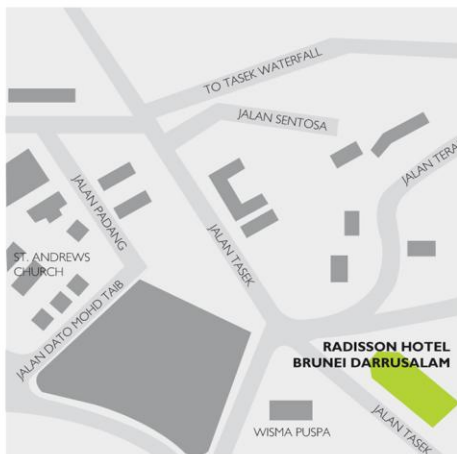 TO TASEK WATERFALL
JALAN SENTOSA
JALAN TERA
JALAN PADANG
JALAN TASEK
ST. ANDREWS
CHURCH
JALAN DATO MOHD TAIB
RADISSON HOTEL
BRUNEI DARRUSALAM
JALAN TASEK
WISMA PUSPA